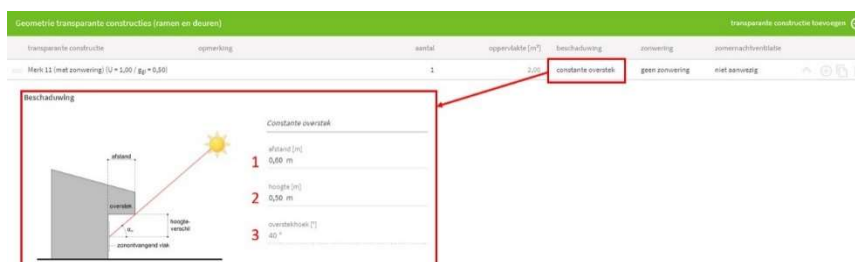 Geometrie transparante constructies (ramen en deuren) transparante constructie toevoegen
transparante constructie opmerking aantal oppervlakte [m²] beschaduwing zonwering zomernachtventilatie
Merk 11 (met zonwering) (U = 1,00 / ggl = 0,50) 1 2,00 constante overstek geen zonwering niet aanwezig
Beschaduwing
Constante overstek
afstand
1
afstand [m]
0,60 m
overstek
2
hoogte [m]
0,50 m
hoogte-
verschil
αₒ
zonontvangend vlak
3
overstekhoek [°]
40 °